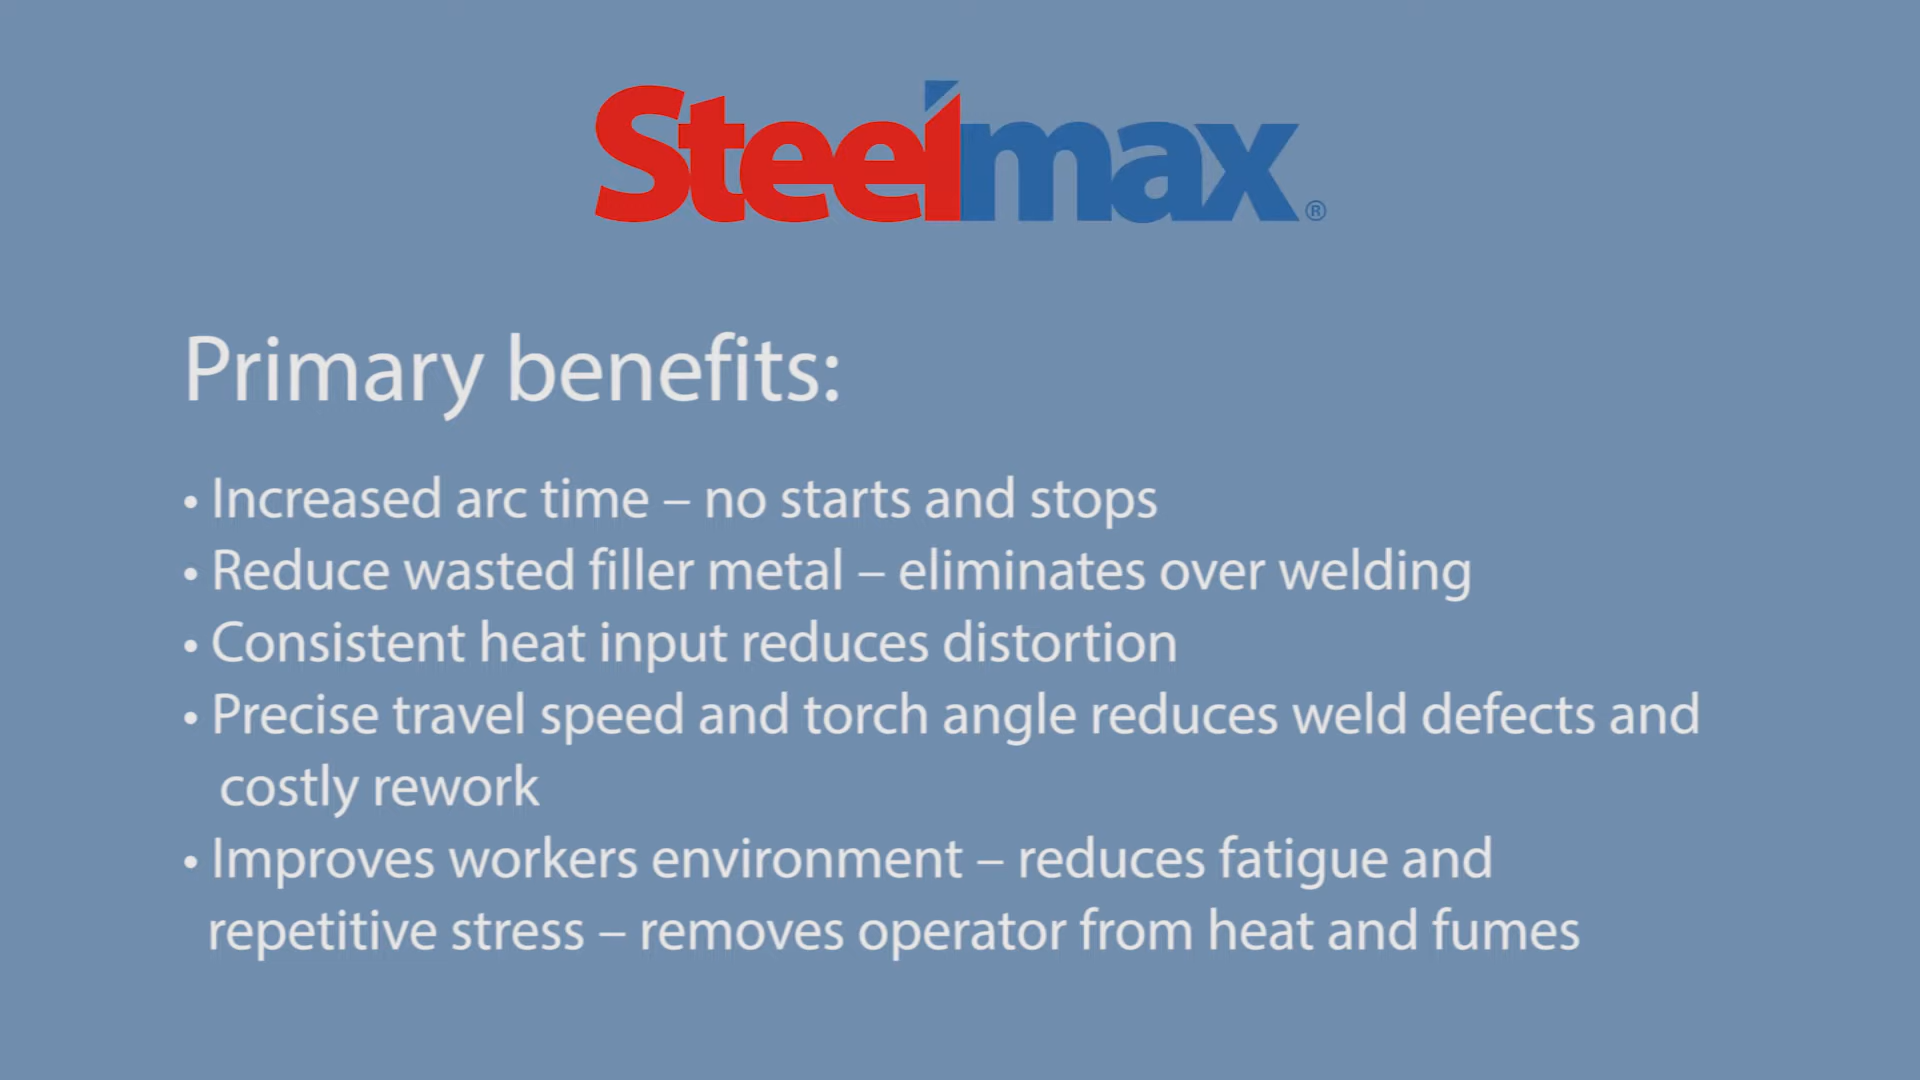 Steelmax®
Primary benefits:
• Increased arc time – no starts and stops
• Reduce wasted filler metal – eliminates over welding
• Consistent heat input reduces distortion
• Precise travel speed and torch angle reduces weld defects and
costly rework
• Improves workers environment – reduces fatigue and
repetitive stress – removes operator from heat and fumes